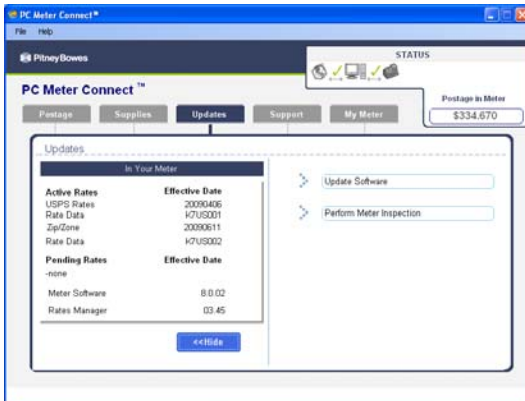 PC Meter Connect®
File Help
PitneyBowes
STATUS
PC Meter Connect ™
Postage in Meter
$334.670
Postage Supplies Updates Support My Meter
Updates
In Your Meter
Active Rates Effective Date
USPS Rates 20090406
Rate Data K7US001
Zip/Zone 20090611
Rate Data K7US002
Pending Rates Effective Date
-none
Meter Software 8.0.02
Rates Manager 03.45
<<Hide
Update Software
Perform Meter Inspection